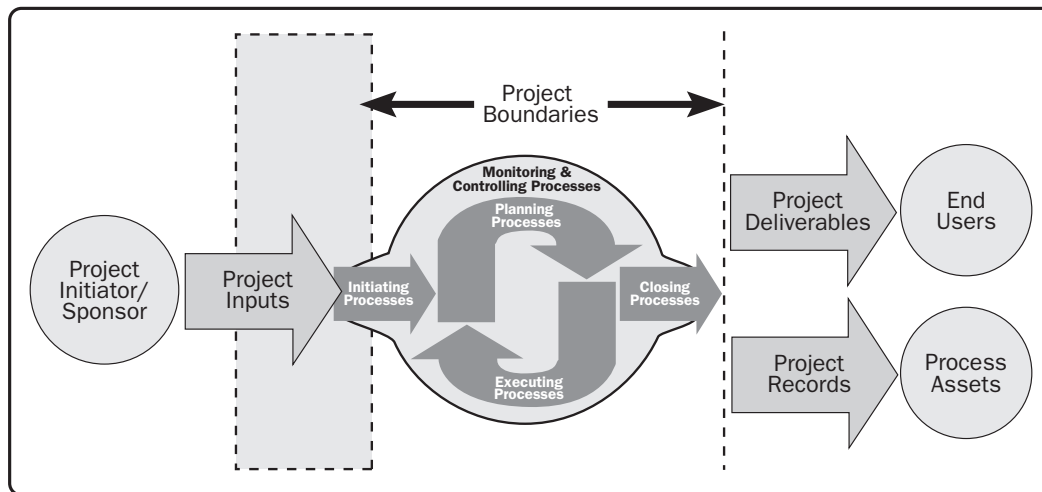 Project
Boundaries
Monitoring &
Controlling Processes
Planning
Processes
Project
Initiator/
Sponsor
Project
Inputs
Initiating
Processes
Closing
Processes
Executing
Processes
Project
Deliverables
End
Users
Project
Records
Process
Assets